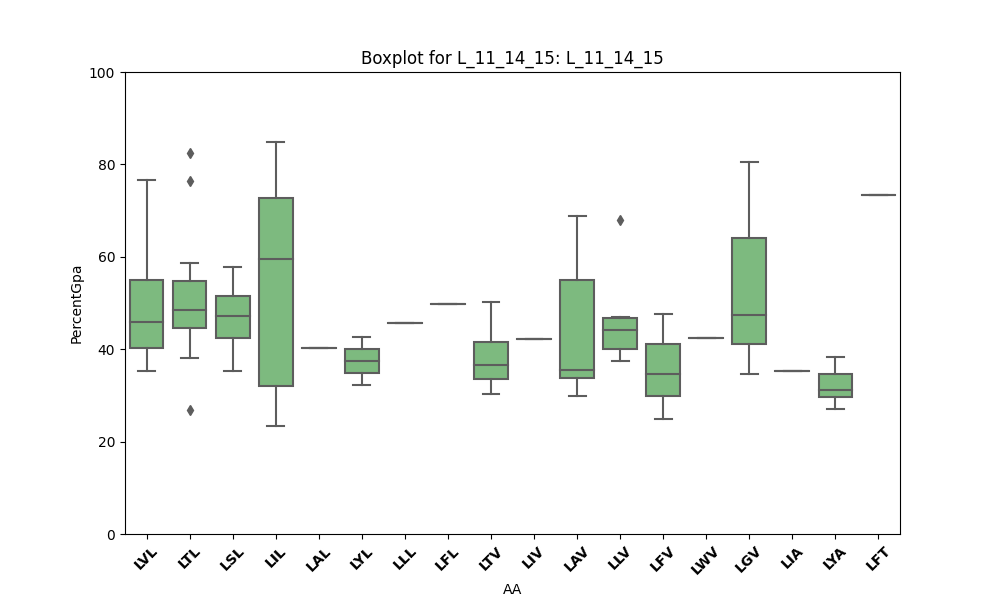 Boxplot for L_11_14_15: L_11_14_15
PercentGpa
100
80
60
40
20
0
LVL LTL LSL LIL LAL LYL LLL LFL LTV LIV LAV LLV LFV LWV LGV LIA LYA LFT
AA